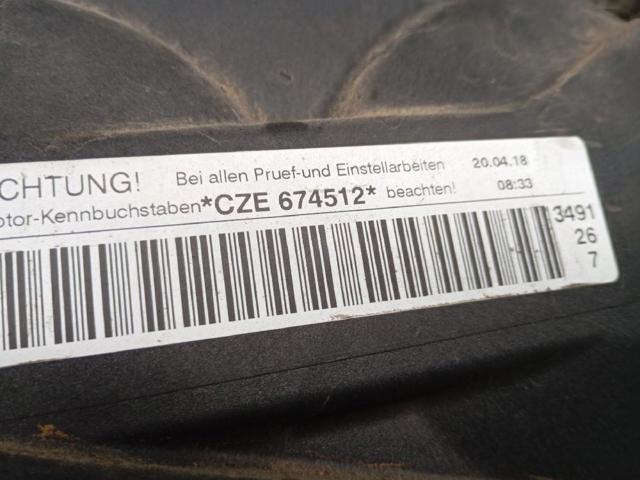 CHTUNG! Bei allen Pruef-und Einstellarbeiten 20.04.18
otor-Kennbuchstaben *CZE 674512* beachten! 08:33
3491
26
7